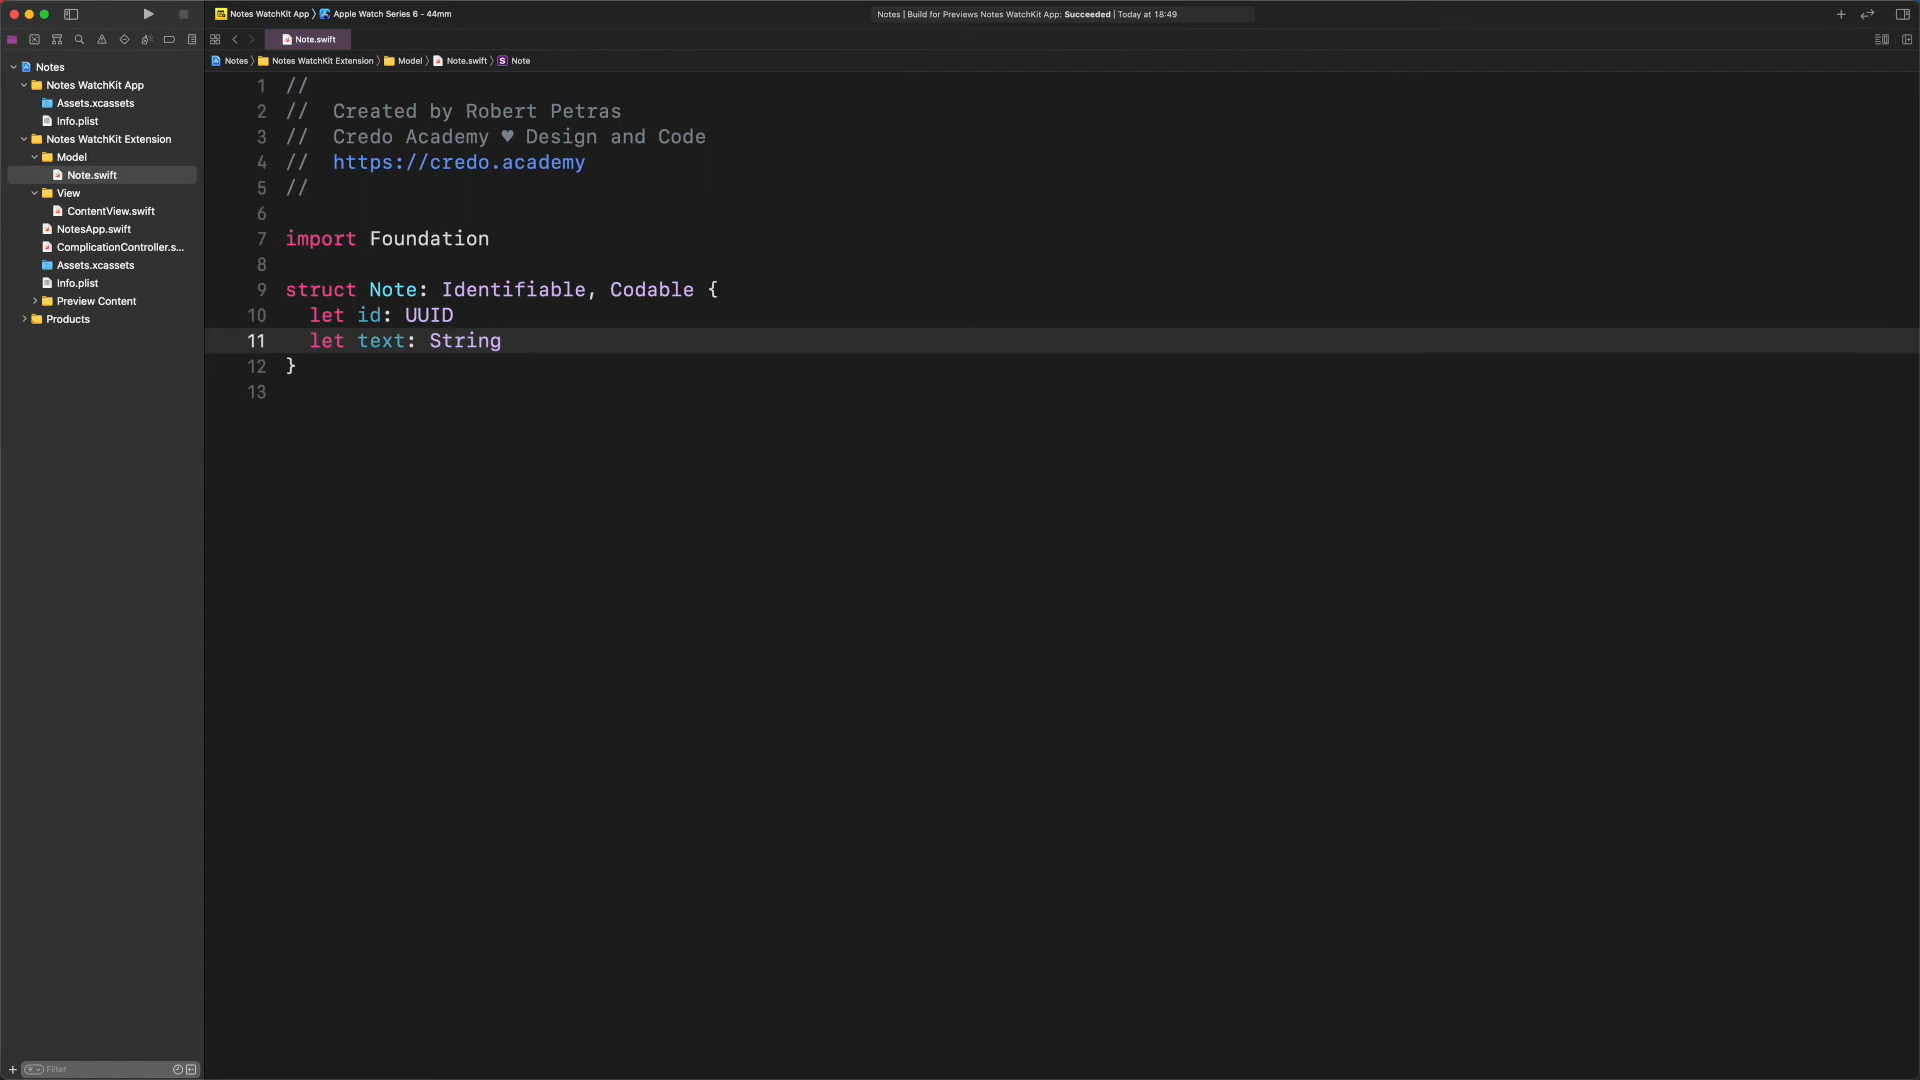 Notes WatchKit App 〉 Apple Watch Series 6 - 44mm
Notes | Build for Previews Notes WatchKit App: Succeeded | Today at 18:49
Note.swift
Notes 〉 Notes WatchKit Extension 〉 Model 〉 Note.swift 〉 S Note
Notes
Notes WatchKit App
Assets.xcassets
Info.plist
Notes WatchKit Extension
Model
Note.swift
View
ContentView.swift
NotesApp.swift
ComplicationController.s...
Assets.xcassets
Info.plist
Preview Content
Products
Filter
1 //
2 // Created by Robert Petras
3 // Credo Academy ♥ Design and Code
4 // https://credo.academy
5 //
6
7 import Foundation
8
9 struct Note: Identifiable, Codable {
10 let id: UUID
11 let text: String
12 }
13